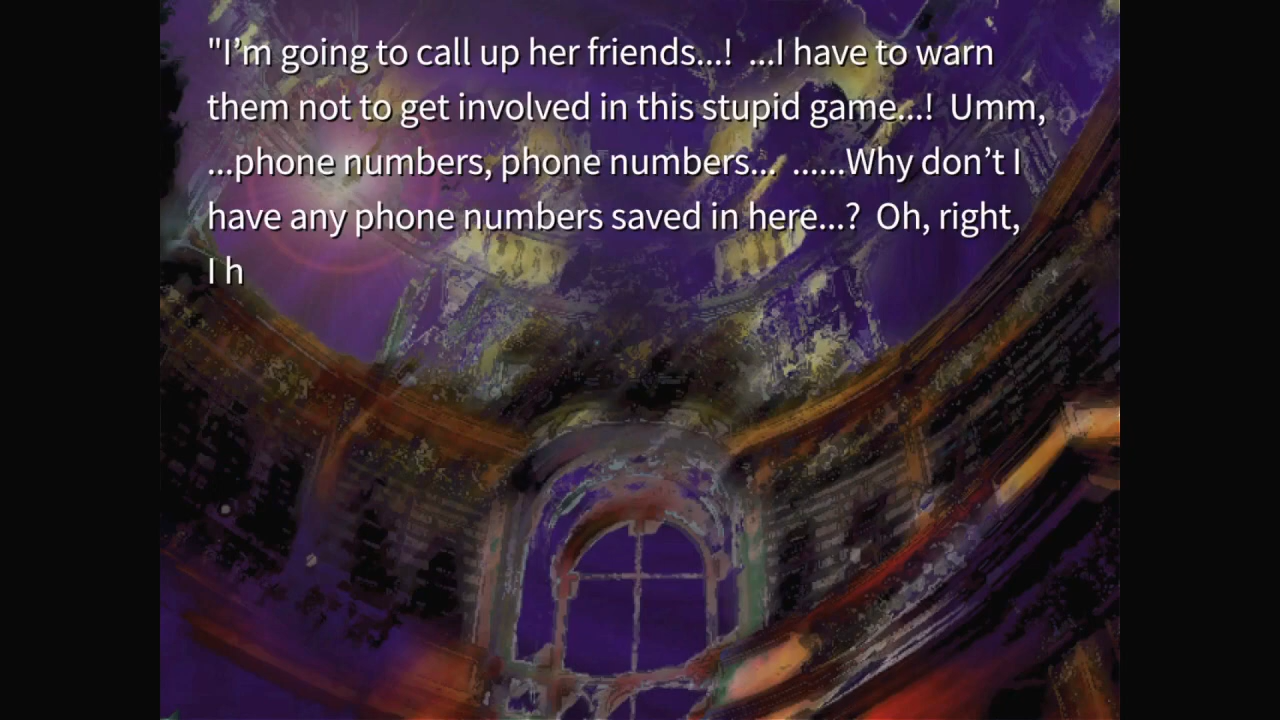 "I’m going to call up her friends...!  ...I have to warn
them not to get involved in this stupid game...!  Umm,
...phone numbers, phone numbers...  ......Why don’t I
have any phone numbers saved in here...?  Oh, right,
I h